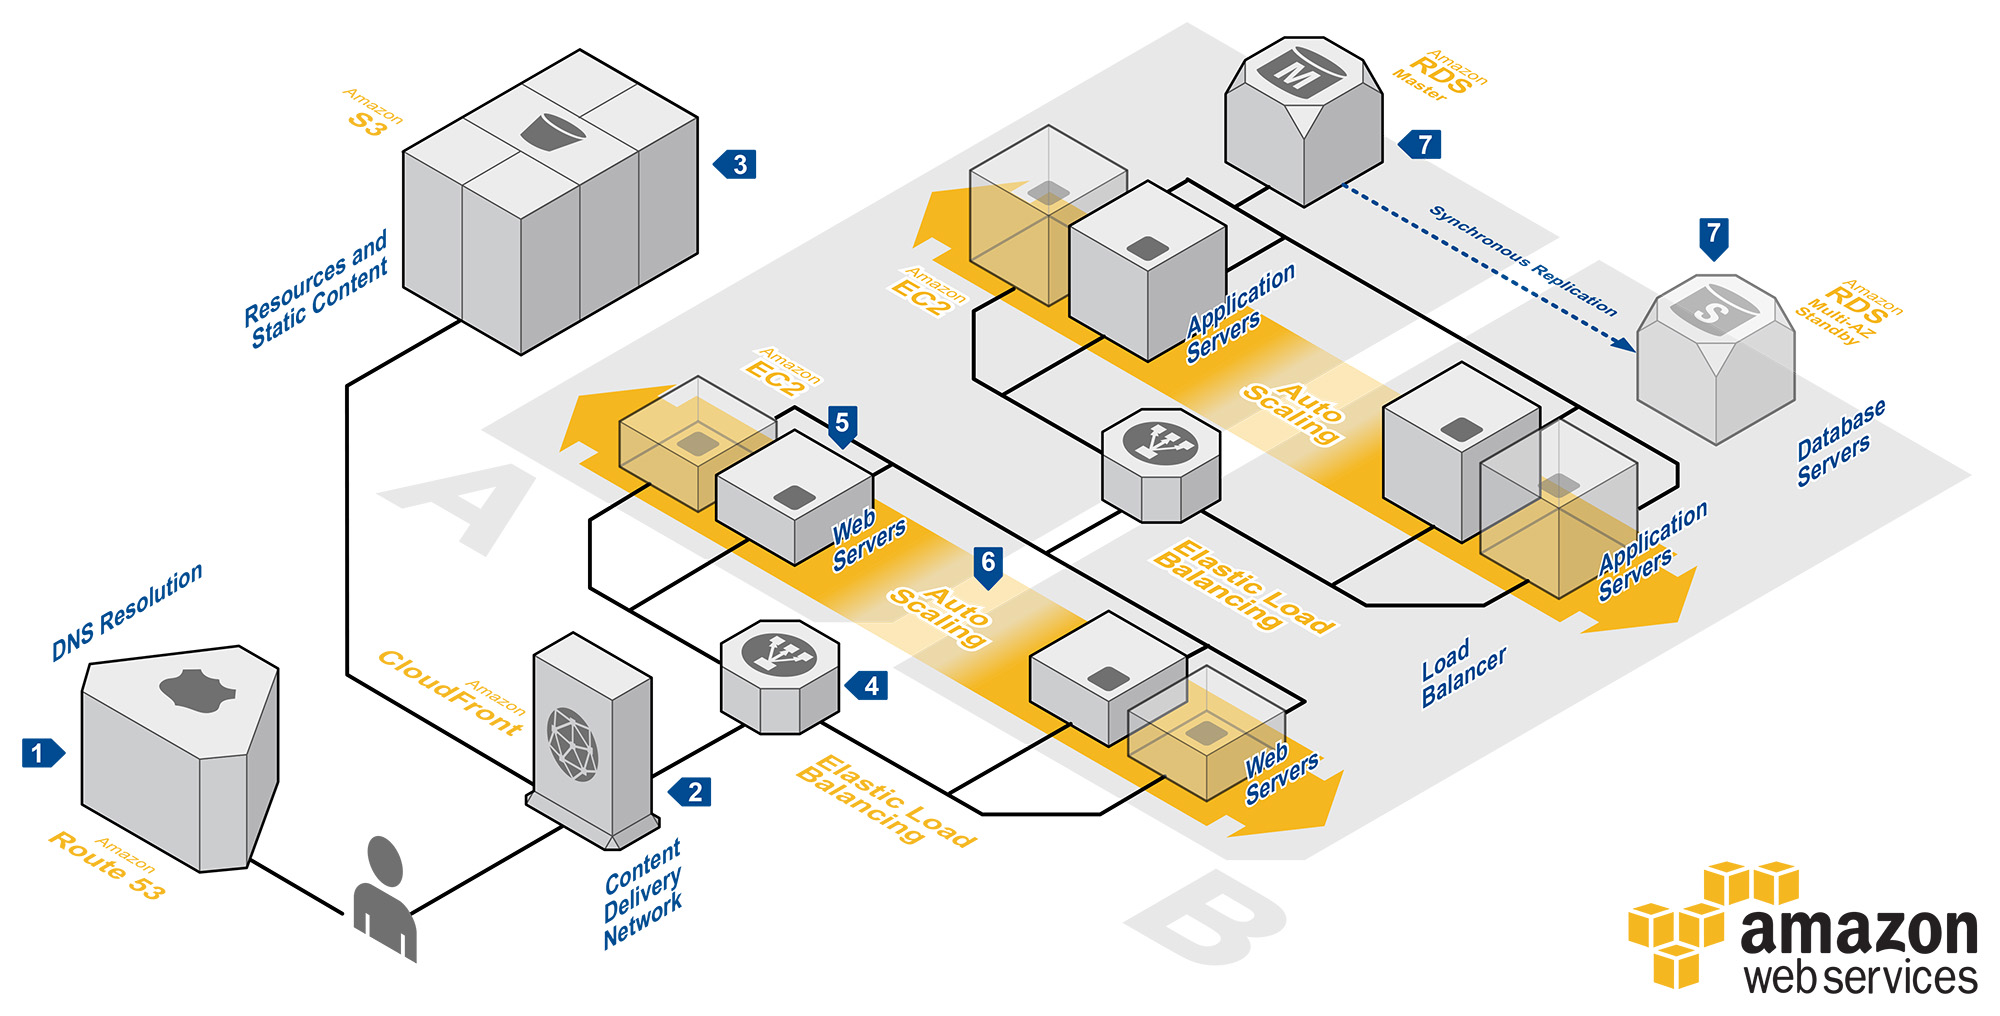 Amazon
S3
3
Resources and
Static Content
DNS Resolution
1
Amazon
Route 53
Amazon
CloudFront
2
Content
Delivery
Network
4
Elastic Load
Balancing
A
B
Amazon
EC2
5
Web
Servers
6
Auto
Scaling
Web
Servers
Amazon
EC2
Application
Servers
Auto
Scaling
Elastic Load
Balancing
Load
Balancer
Application
Servers
M
Amazon
RDS
Master
7
Synchronous Replication
7
S
Amazon
RDS
Multi-AZ
Standby
Database
Servers
amazon
web services